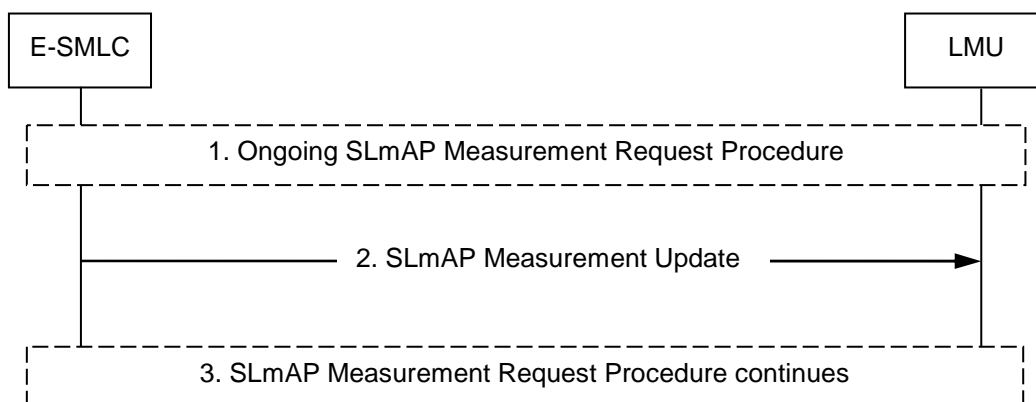 E-SMLC
LMU
1. Ongoing SLmAP Measurement Request Procedure
2. SLmAP Measurement Update
3. SLmAP Measurement Request Procedure continues